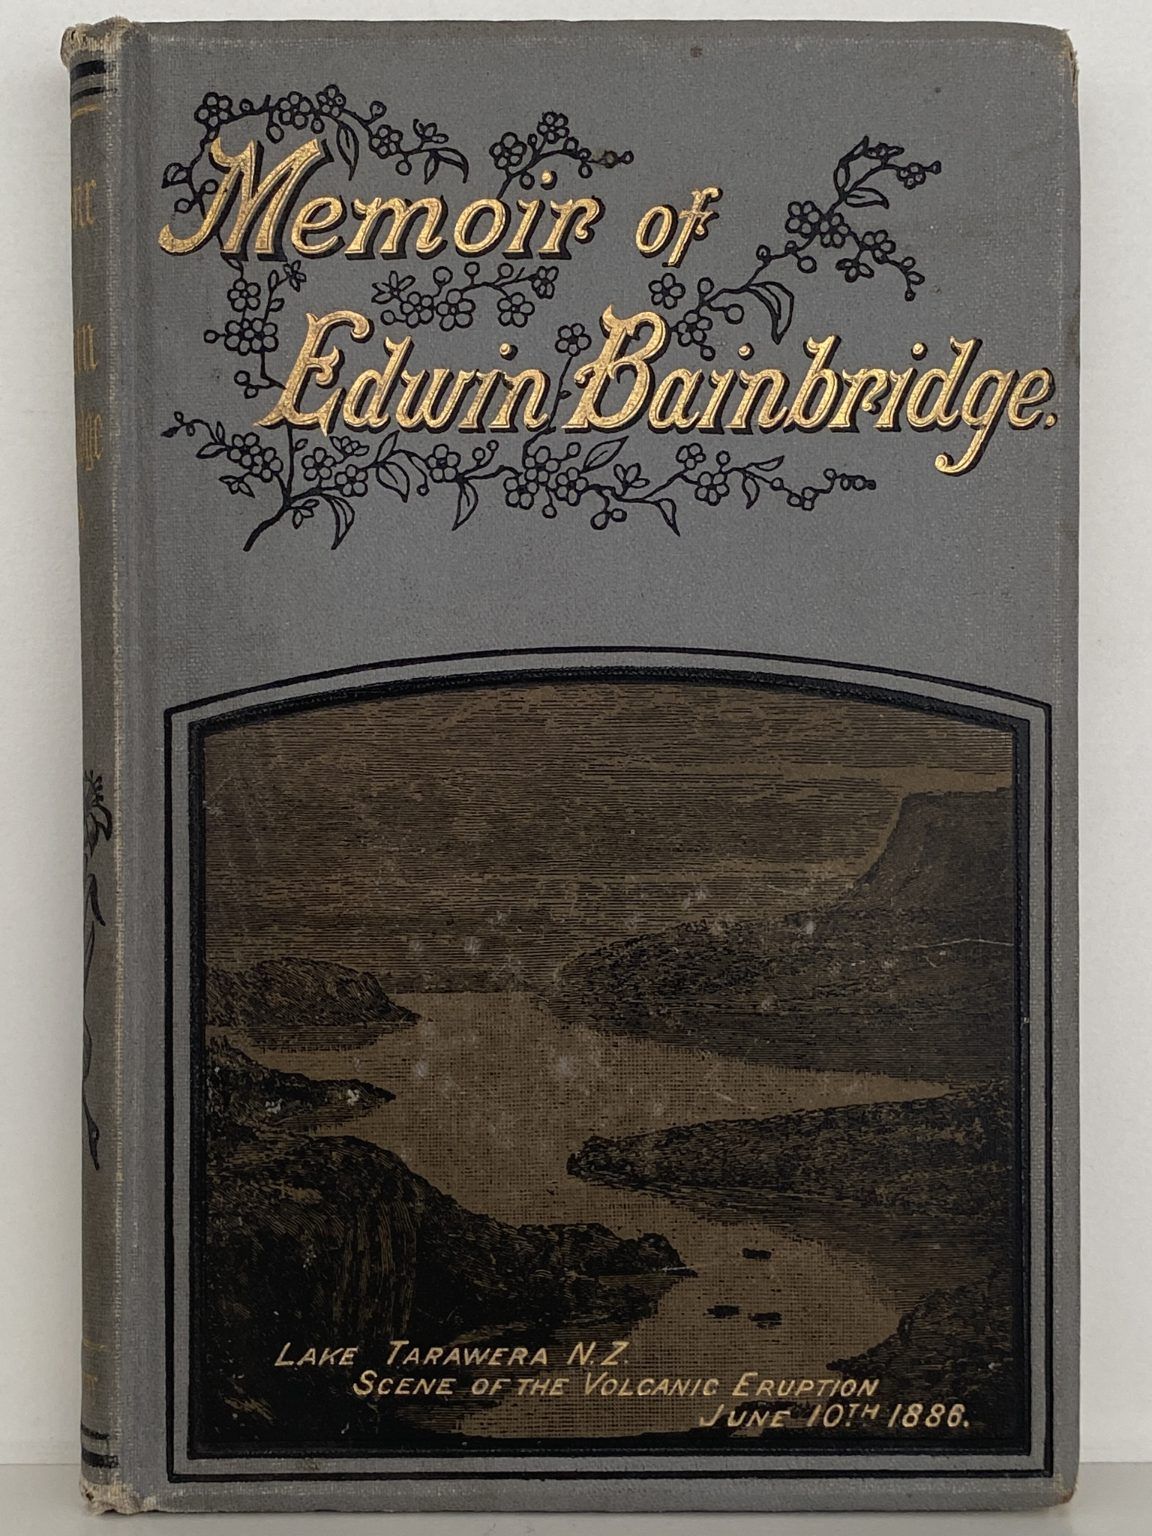 Memoir of
Edwin Bainbridge.
LAKE TARAWERA N.Z.
SCENE OF THE VOLCANIC ERUPTION
JUNE 10TH 1886.